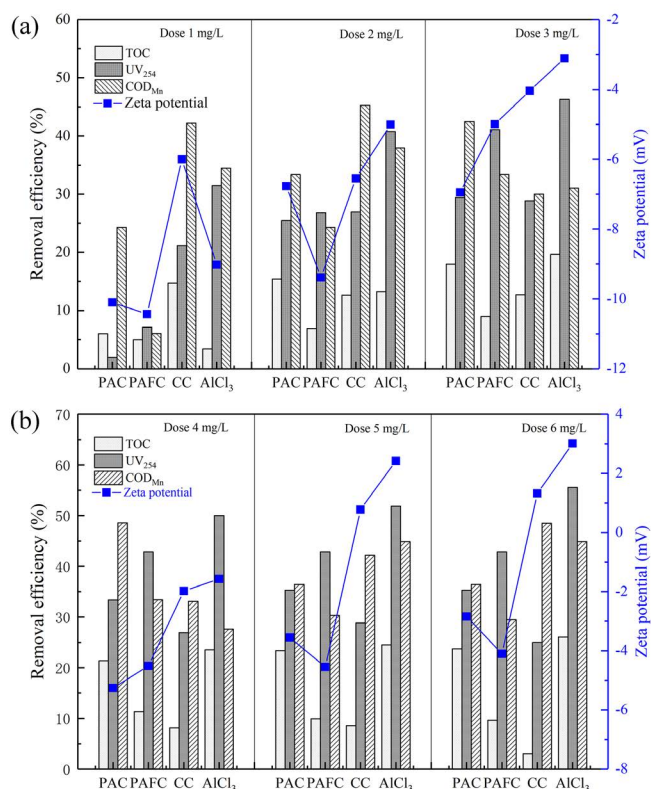 (a)
Dose 1 mg/L Dose 2 mg/L Dose 3 mg/L
TOC
UV254
CODMn
Zeta potential
Removal efficiency (%)
60
50
40
30
20
10
0
PAC PAFC CC AlCl3 PAC PAFC CC AlCl3 PAC PAFC CC AlCl3
-2
-4
-6
-8
-10
-12
Zeta potential (mV)
(b)
Dose 4 mg/L Dose 5 mg/L Dose 6 mg/L
TOC
UV254
CODMn
Zeta potential
Removal efficiency (%)
70
60
50
40
30
20
10
0
PAC PAFC CC AlCl3 PAC PAFC CC AlCl3 PAC PAFC CC AlCl3
4
3
2
0
-2
-4
-6
-8
Zeta potential (mV)